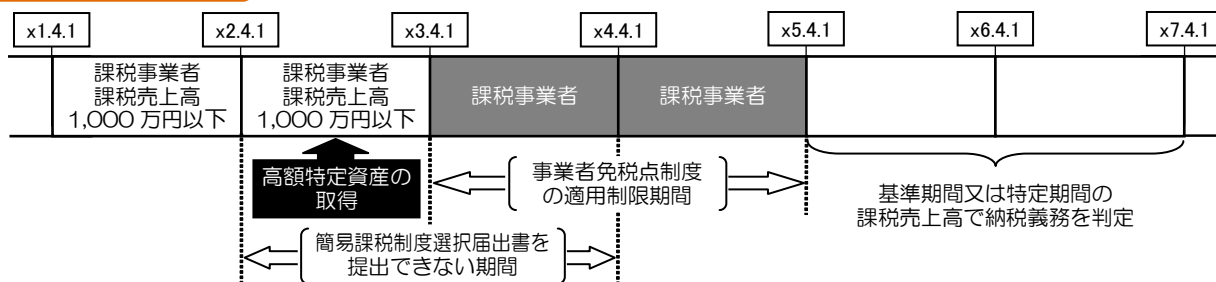 x1.4.1
x2.4.1
x3.4.1
x4.4.1
x5.4.1
x6.4.1
x7.4.1
課税事業者
課税売上高
1,000 万円以下
課税事業者
課税売上高
1,000 万円以下
課税事業者
課税事業者
高額特定資産の
取得
事業者免税点制度
の適用制限期間
基準期間又は特定期間の
課税売上高で納税義務を判定
簡易課税制度選択届出書を
提出できない期間